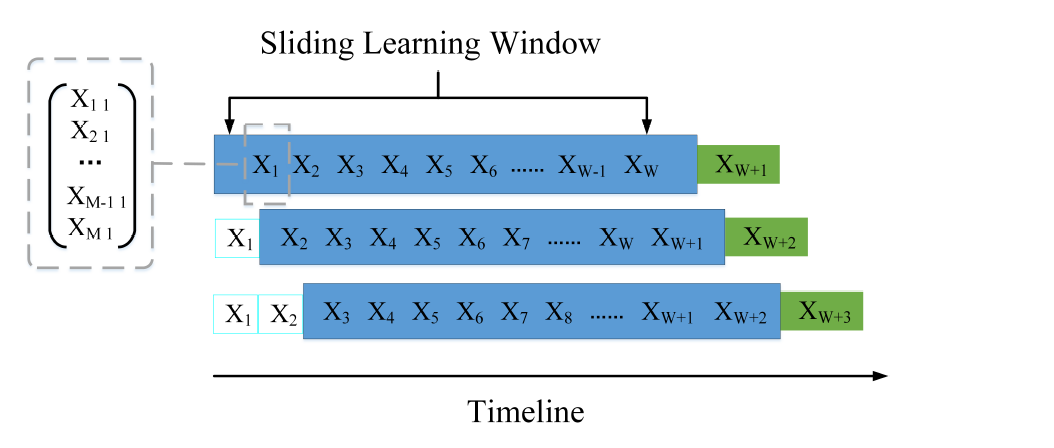 Sliding Learning Window
X1 1
X2 1
...
XM-1 1
XM 1
X1 X2 X3 X4 X5 X6 ...... XW-1 XW XW+1
X1 X2 X3 X4 X5 X6 X7 ...... XW XW+1 XW+2
X1 X2 X3 X4 X5 X6 X7 X8 ...... XW+1 XW+2 XW+3
Timeline